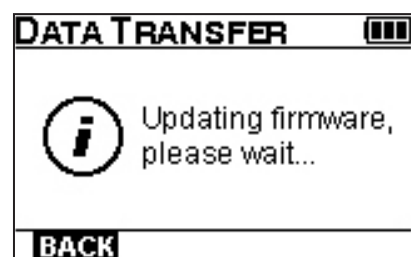 DATA TRANSFER
Updating firmware,
please wait...
BACK